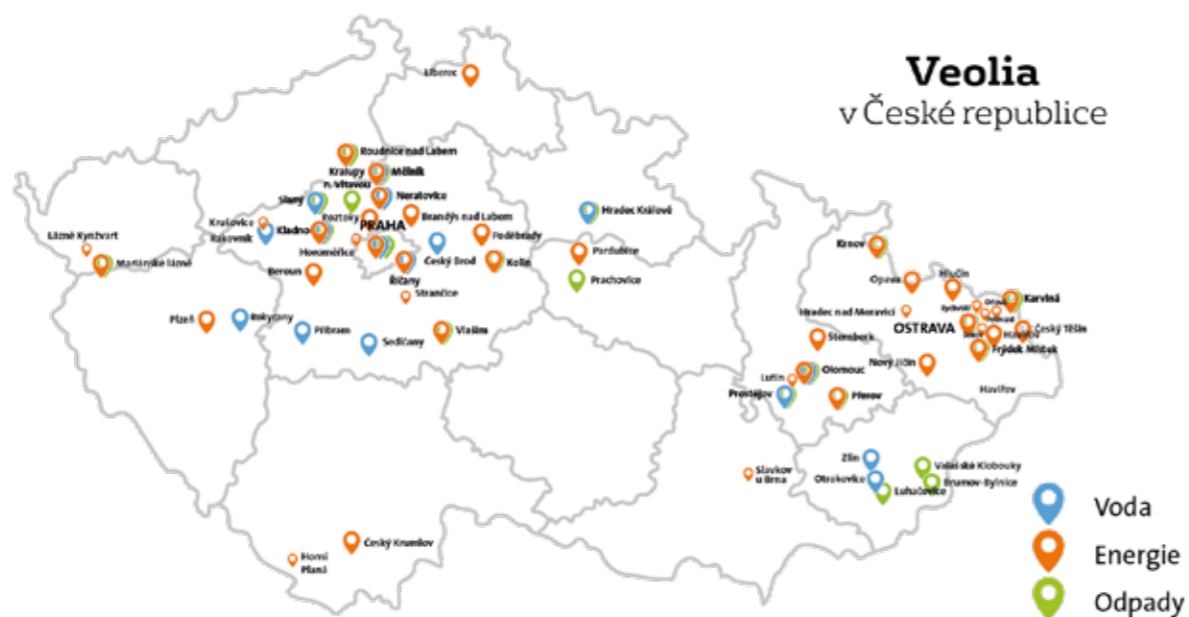 Veolia
v České republice
Liberec
Roudnice nad Labem
Kralupy
n. Vltavou
Mělník
Slaný
Neratovice
Roztoky
Brandýs nad Labem
Hradec Králové
Krušovice
Rakovník
Kladno
PRAHA
Poděbrady
Lázně Kynžvart
Mariánské lázně
Horoměřice
Český Brod
Kolín
Pardubice
Krnov
Beroun
Říčany
Prachovice
Strančice
Opava
Hlučín
Karviná
Hradec nad Moravicí
Plzeň
Rokycany
Příbram
Sedlčany
Vlašim
OSTRAVA
Český Těšín
Šternberk
Frýdek Místek
Nový Jičín
Olomouc
Lutín
Prostějov
Přerov
Havířov
Zlín
Valašské Klobouky
Slavkov
u Brna
Otrokovice
Brumov-Bylnice
Luhačovice
Český Krumlov
Horní
Planá
Voda
Energie
Odpady